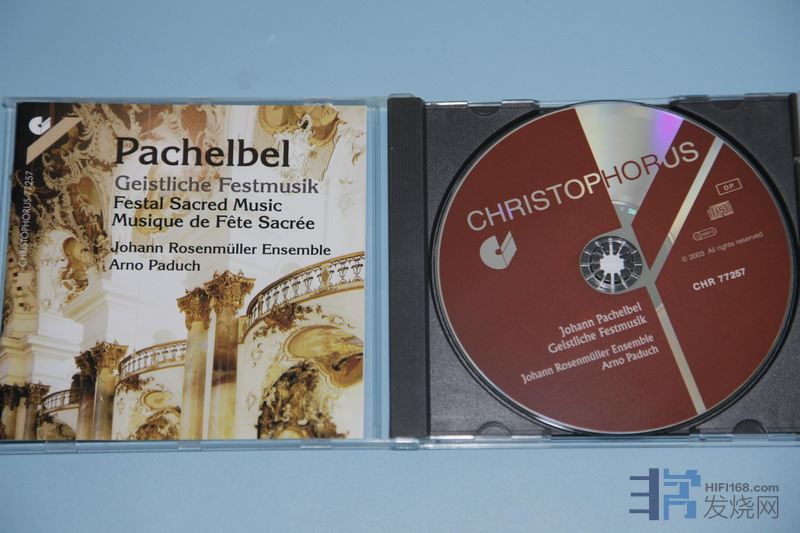 CHRISTOPHORUS 77257
Pachelbel
Geistliche Festmusik
Festal Sacred Music
Musique de Fête Sacrée
Johann Rosenmüller Ensemble
Arno Paduch
CHRISTOPHORUS
D.P.
© 2003 All rights reserved
CHR 77257
Johann Pachelbel
Geistliche Festmusik
Johann Rosenmüller Ensemble
Arno Paduch
HIFI168.com
发烧网